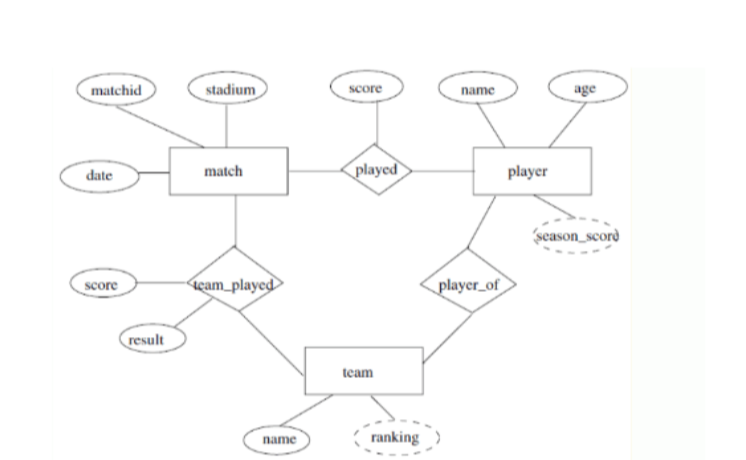 matchid
stadium
score
name
age
date
match
played
player
season_score
score
team_played
player_of
result
team
name
ranking